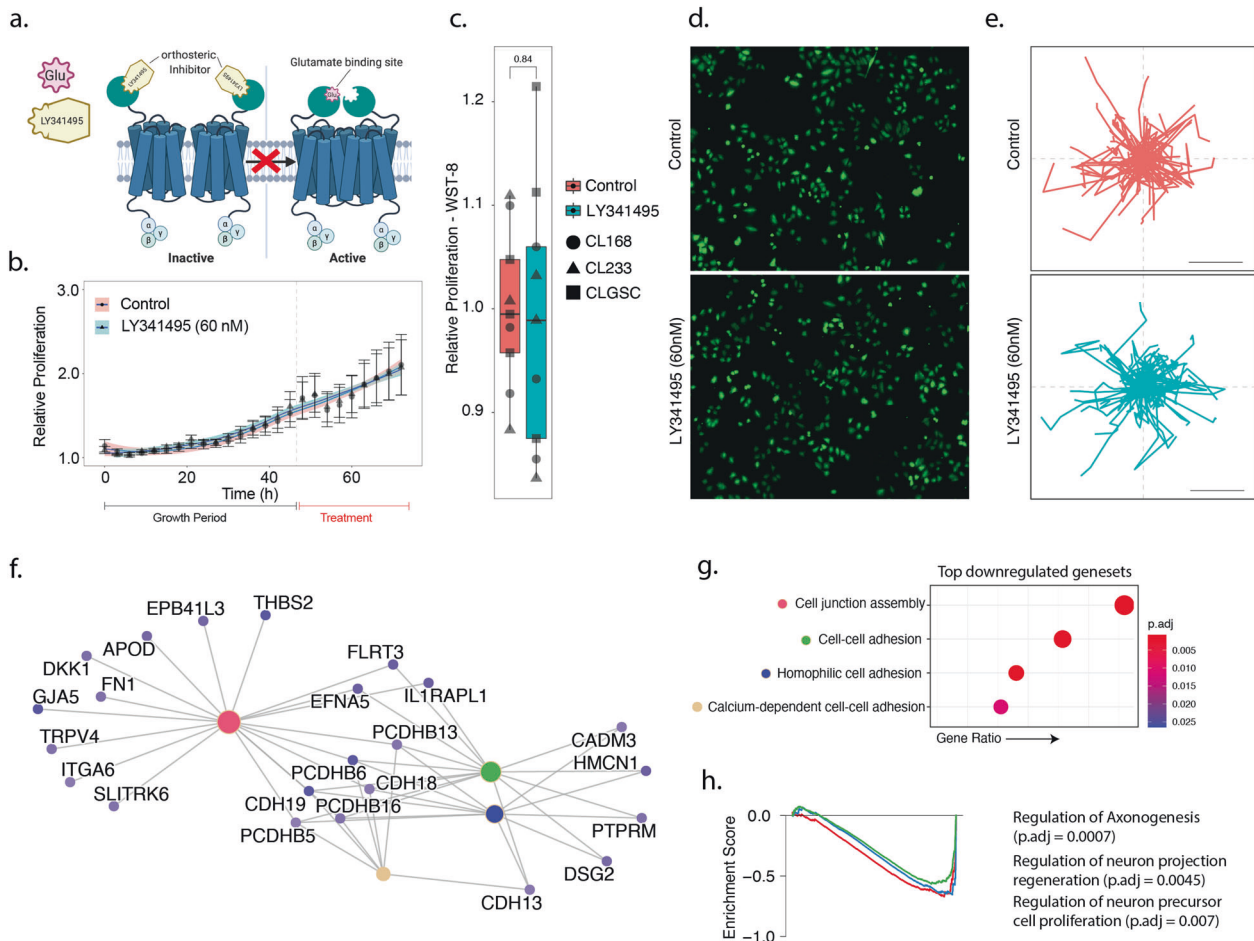 a.
Glu
LY341495
orthosteric
Inhibitor
LY341495
LY341495
Glutamate binding site
Glu
α
β
γ
α
β
γ
α
β
γ
α
β
γ
Inactive
Active
b.
3.0
2.0
1.0
Relative Proliferation
Control
LY341495 (60 nM)
0
20
40
60
Time (h)
Growth Period
Treatment
c.
0.84
1.2
1.1
1.0
0.9
Relative Proliferation - WST-8
Control
LY341495
CL168
CL233
CLGSC
d.
Control
LY341495 (60nM)
e.
Control
LY341495 (60nM)
f.
EPB41L3
THBS2
APOD
DKK1
FN1
GJA5
TRPV4
ITGA6
SLITRK6
FLRT3
EFNA5
IL1RAPL1
PCDHB13
PCDHB6
CDH18
CDH19
PCDHB16
PCDHB5
CADM3
HMCN1
PTPRM
DSG2
CDH13
g.
Top downregulated genesets
Cell junction assembly
Cell-cell adhesion
Homophilic cell adhesion
Calcium-dependent cell-cell adhesion
Gene Ratio
p.adj
0.005
0.010
0.015
0.020
0.025
h.
0.0
−0.5
−1.0
Enrichment Score
Regulation of Axonogenesis
(p.adj = 0.0007)
Regulation of neuron projection
regeneration (p.adj = 0.0045)
Regulation of neuron precursor
cell proliferation (p.adj = 0.007)